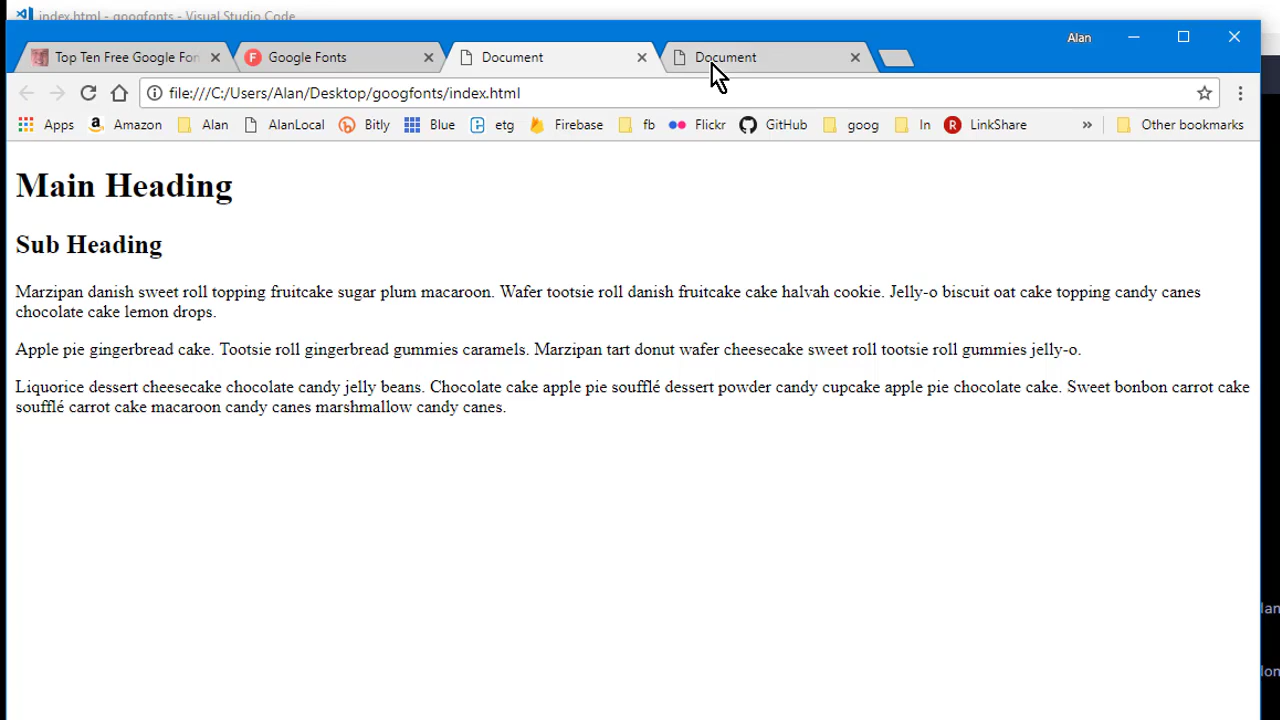 index.html - googfonts - Visual Studio Code
Alan
Top Ten Free Google Fon
Google Fonts
Document
Document
file:///C:/Users/Alan/Desktop/googfonts/index.html
Apps Amazon Alan AlanLocal Bitly Blue etg Firebase fb Flickr GitHub goog In LinkShare » Other bookmarks
Main Heading
Sub Heading
Marzipan danish sweet roll topping fruitcake sugar plum macaroon. Wafer tootsie roll danish fruitcake cake halvah cookie. Jelly-o biscuit oat cake topping candy canes
chocolate cake lemon drops.
Apple pie gingerbread cake. Tootsie roll gingerbread gummies caramels. Marzipan tart donut wafer cheesecake sweet roll tootsie roll gummies jelly-o.
Liquorice dessert cheesecake chocolate candy jelly beans. Chocolate cake apple pie soufflé dessert powder candy cupcake apple pie chocolate cake. Sweet bonbon carrot cake
soufflé carrot cake macaroon candy canes marshmallow candy canes.